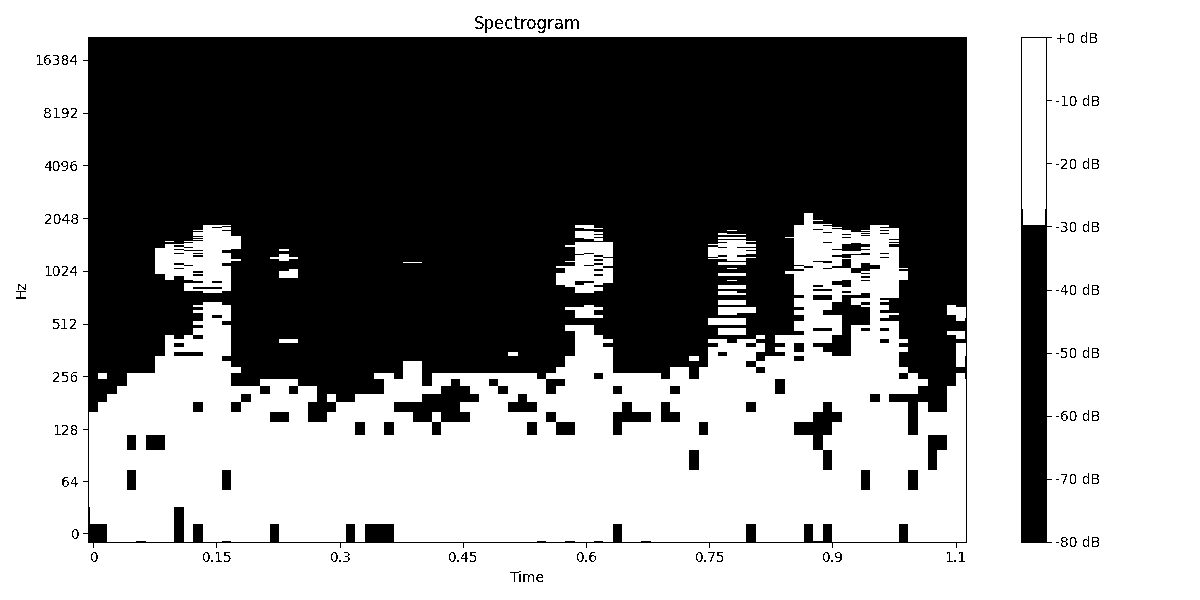 Spectrogram
16384
8192
4096
2048
1024
512
256
128
64
0
Hz
0 0.15 0.3 0.45 0.6 0.75 0.9 1.1
Time
+0 dB
-10 dB
-20 dB
-30 dB
-40 dB
-50 dB
-60 dB
-70 dB
-80 dB